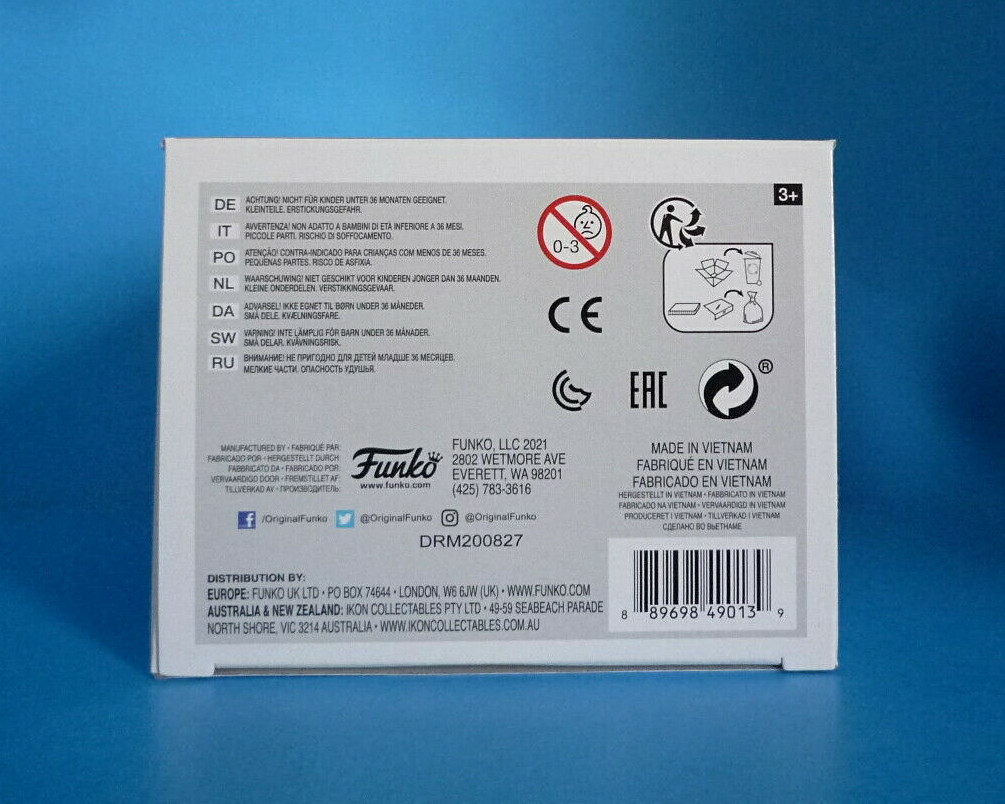 3+
DE ACHTUNG! NICHT FÜR KINDER UNTER 36 MONATEN GEEIGNET.
KLEINTEILE. ERSTICKUNGSGEFAHR.
IT AVVERTENZA! NON ADATTO A BAMBINI DI ETÀ INFERIORE A 36 MESI.
PICCOLE PARTI. RISCHIO DI SOFFOCAMENTO.
PO ATENÇÃO! CONTRA-INDICADO PARA CRIANÇAS COM MENOS DE 36 MESES.
PEQUENAS PARTES. RISCO DE ASFIXIA.
NL WAARSCHUWING! NIET GESCHIKT VOOR KINDEREN JONGER DAN 36 MAANDEN.
KLEINE ONDERDELEN. VERSTIKKINGSGEVAAR.
DA ADVARSEL! IKKE EGNET TIL BØRN UNDER 36 MÅNEDER.
SMÅ DELE. KVÆLNINGSFARE.
SW VARNING! INTE LÄMPLIG FÖR BARN UNDER 36 MÅNADER.
SMÅ DELAR. KVÄVNINGSRISK.
RU ВНИМАНИЕ! НЕ ПРИГОДНО ДЛЯ ДЕТЕЙ МЛАДШЕ 36 МЕСЯЦЕВ.
МЕЛКИЕ ЧАСТИ. ОПАСНОСТЬ УДУШЬЯ.
0-3
CE
EAC
®
MANUFACTURED BY • FABRIQUÉ PAR:
FABRICADO POR • HERGESTELLT DURCH:
FABBRICATO DA • FABRICADO POR:
VERVAARDIGD DOOR • FREMSTILLET AF:
TILLVERKAD AV • ПРОИЗВОДИТЕЛЬ:
Funko
www.funko.com
FUNKO, LLC 2021
2802 WETMORE AVE
EVERETT, WA 98201
(425) 783-3616
/OriginalFunko @OriginalFunko @OriginalFunko
DRM200827
MADE IN VIETNAM
FABRIQUÉ EN VIETNAM
FABRICADO EN VIETNAM
HERGESTELLT IN VIETNAM • FABBRICATO IN VIETNAM
FABRICADO NA VIETNAM • VERVAARDIGD IN VIETNAM
PRODUCERET I VIETNAM • TILLVERKAD I VIETNAM
СДЕЛАНО ВО ВЬЕТНАМЕ
DISTRIBUTION BY:
EUROPE: FUNKO UK LTD • PO BOX 74644 • LONDON, W6 6JW (UK) • WWW.FUNKO.COM
AUSTRALIA & NEW ZEALAND: IKON COLLECTABLES PTY LTD • 49-59 SEABEACH PARADE
NORTH SHORE, VIC 3214 AUSTRALIA • WWW.IKONCOLLECTABLES.COM.AU
8 89698 49013 9